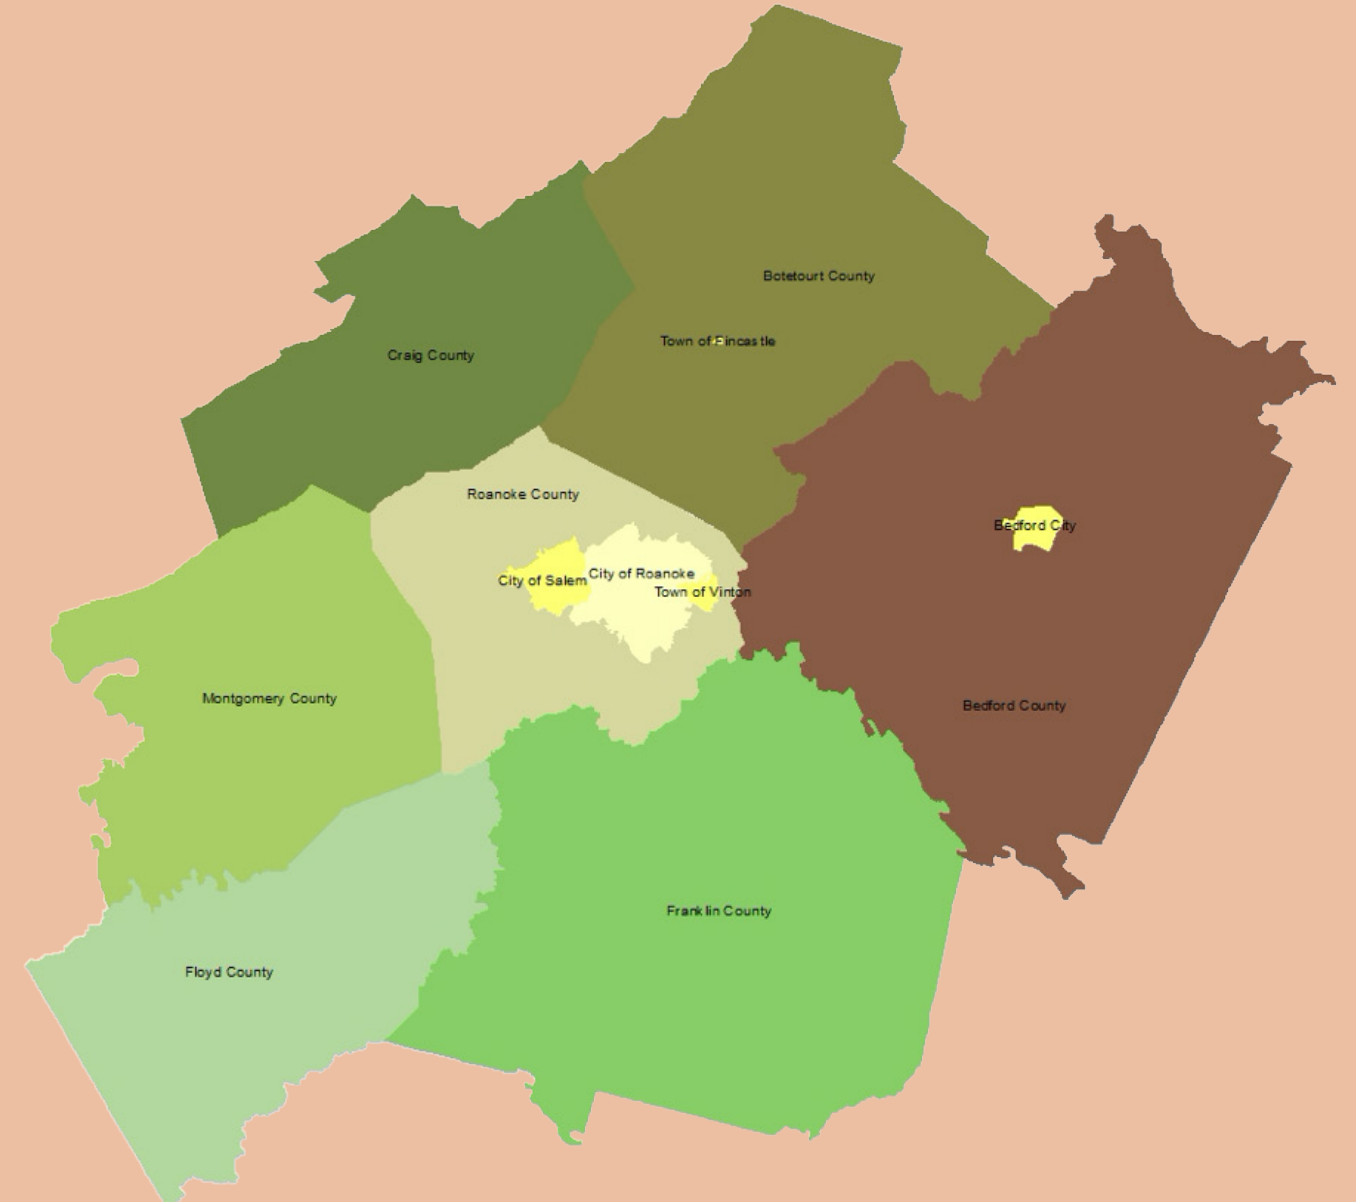 Botetourt County
Town of Fincastle
Craig County
Roanoke County
Bedford City
City of Roanoke
City of Salem
Town of Vinton
Montgomery County
Bedford County
Franklin County
Floyd County